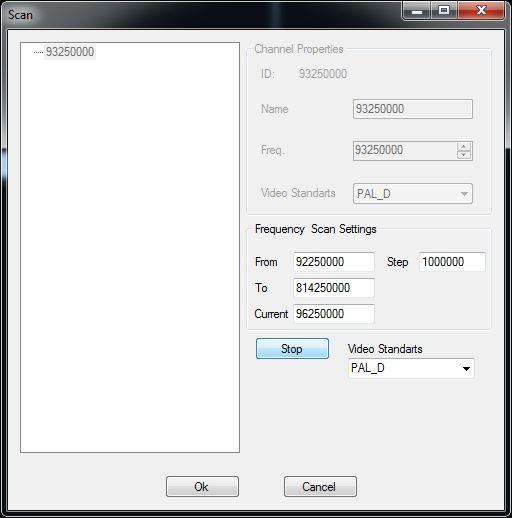 Scan
93250000
Channel Properties
ID: 93250000
Name 93250000
Freq. 93250000
Video Standarts PAL_D
Frequency Scan Settings
From 92250000 Step 1000000
To 814250000
Current 96250000
Stop Video Standarts
PAL_D
Ok Cancel